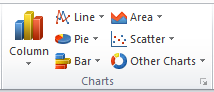 Line Area
Pie Scatter
Column
Bar Other Charts
Charts